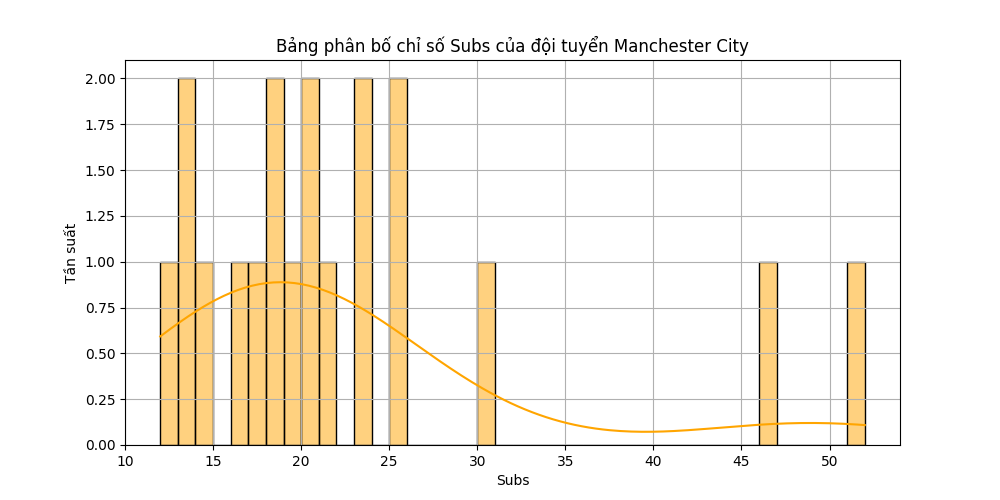 Bảng phân bố chỉ số Subs của đội tuyển Manchester City
2.00
1.75
1.50
1.25
1.00
0.75
0.50
0.25
0.00
Tần suất
10 15 20 25 30 35 40 45 50
Subs